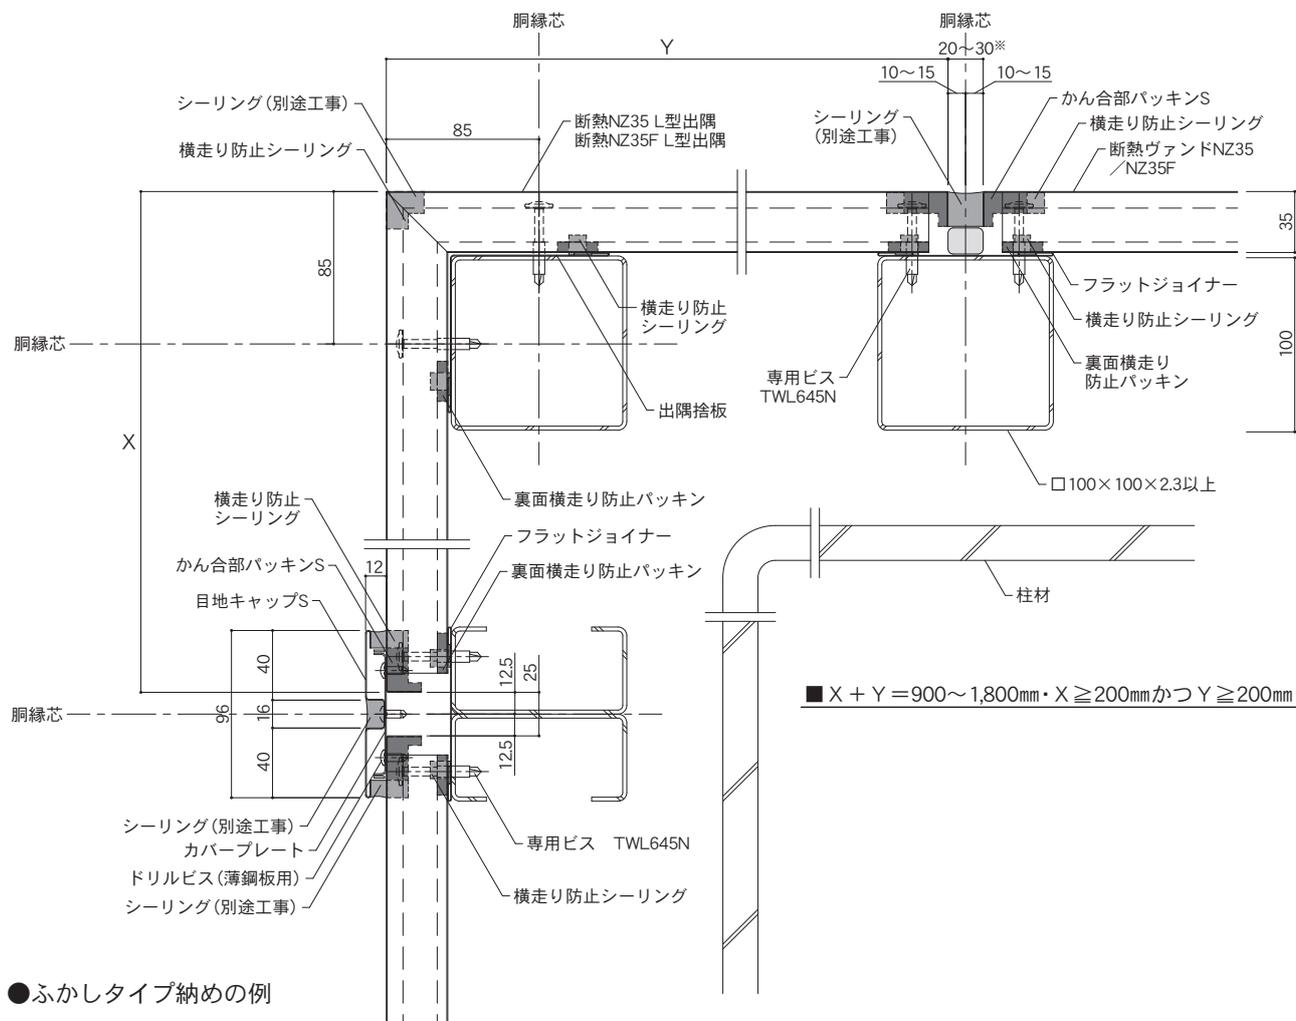 胴縁芯
胴縁芯
Y
20～30※
10～15
10～15
シーリング（別途工事）
85
断熱NZ35 L型出隅
断熱NZ35F L型出隅
シーリング
（別途工事）
かん合部パッキンS
横走り防止シーリング
横走り防止シーリング
断熱ヴァンドNZ35
／NZ35F
35
85
横走り防止
シーリング
フラットジョイナー
横走り防止シーリング
100
胴縁芯
専用ビス
TWL645N
裏面横走り
防止パッキン
出隅捨板
X
□100×100×2.3以上
横走り防止
シーリング
裏面横走り防止パッキン
フラットジョイナー
かん合部パッキンS
12
裏面横走り防止パッキン
目地キャップS
柱材
40
12.5
25
96
16
胴縁芯
■ X + Y ＝900～1,800㎜・X ≧200㎜かつ Y ≧200㎜
40
12.5
シーリング（別途工事）
カバープレート
専用ビス　TWL645N
ドリルビス（薄鋼板用）
シーリング（別途工事）
横走り防止シーリング
●ふかしタイプ納めの例